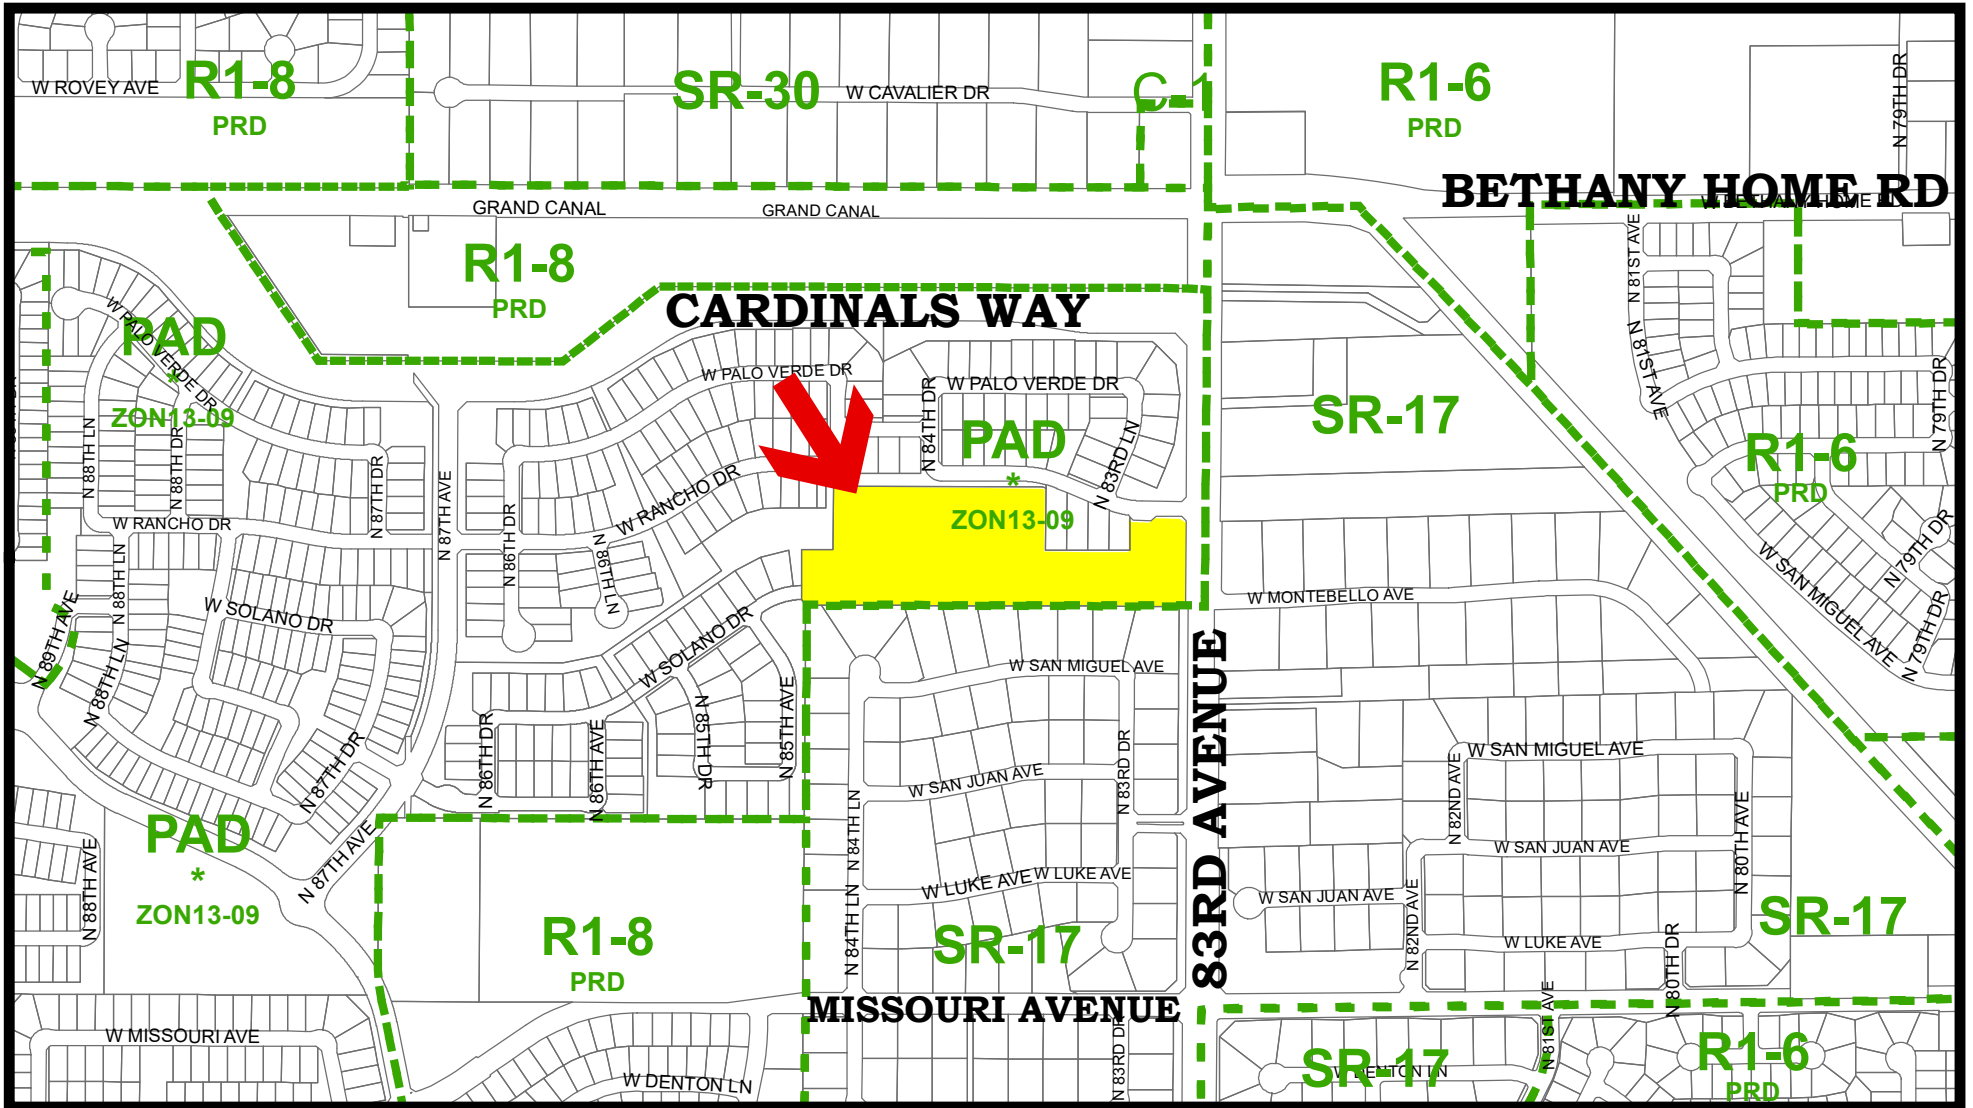 W ROVEY AVE
R1-8
PRD
SR-30
W CAVALIER DR
C-1
R1-6
PRD
N 79TH DR
BETHANY HOME RD
W BETHANY HOME RD
GRAND CANAL
GRAND CANAL
R1-8
PRD
CARDINALS WAY
N 81ST AVE
N 81ST AVE
PAD
*
ZON13-09
W PALO VERDE DR
W PALO VERDE DR
W PALO VERDE DR
N 84TH DR
PAD
*
ZON13-09
N 83RD LN
SR-17
R1-6
PRD
N 79TH DR
N 88TH LN
N 88TH DR
N 87TH DR
N 87TH AVE
W RANCHO DR
W RANCHO DR
N 86TH DR
N 86TH LN
W SOLANO DR
W SOLANO DR
N 89TH AVE
N 88TH LN
N 88TH LN
W MONTEBELLO AVE
W SAN MIGUEL AVE
N 79TH DR
N 79TH DR
W SAN MIGUEL AVE
83RD AVENUE
N 85TH DR
N 85TH AVE
N 86TH DR
N 86TH AVE
N 87TH DR
N 87TH AVE
W SAN JUAN AVE
N 83RD DR
W SAN MIGUEL AVE
N 82ND AVE
W SAN JUAN AVE
N 80TH AVE
PAD
*
ZON13-09
N 88TH AVE
N 84TH LN
N 84TH LN
W LUKE AVE
W LUKE AVE
W SAN JUAN AVE
N 82ND AVE
R1-8
PRD
SR-17
W LUKE AVE
N 80TH DR
SR-17
MISSOURI AVENUE
W MISSOURI AVE
W DENTON LN
N 83RD DR
SR-17
W DENTON LN
N 81ST AVE
R1-6
PRD